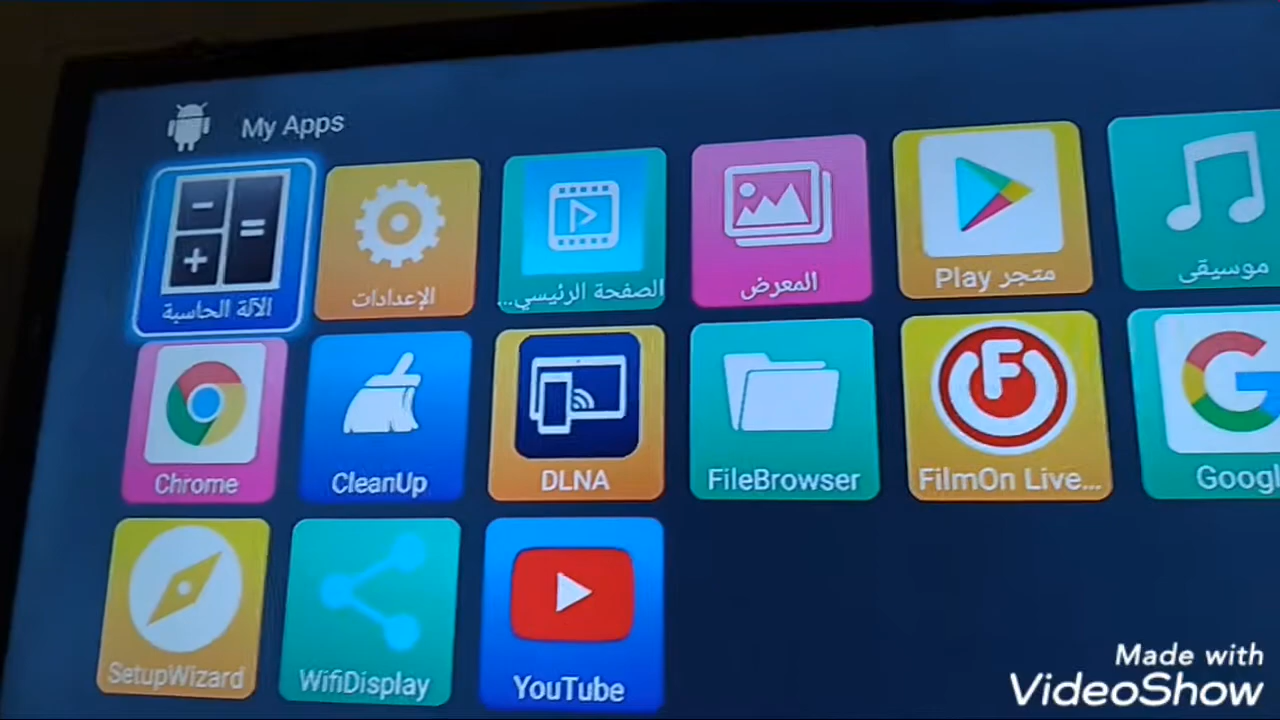 My Apps
الآلة الحاسبة
الإعدادات
الصفحة الرئيسي...
المعرض
متجر Play
موسيقى
Chrome
CleanUp
DLNA
FileBrowser
FilmOn Live...
Googl
SetupWizard
WifiDisplay
YouTube
Made with
VideoShow